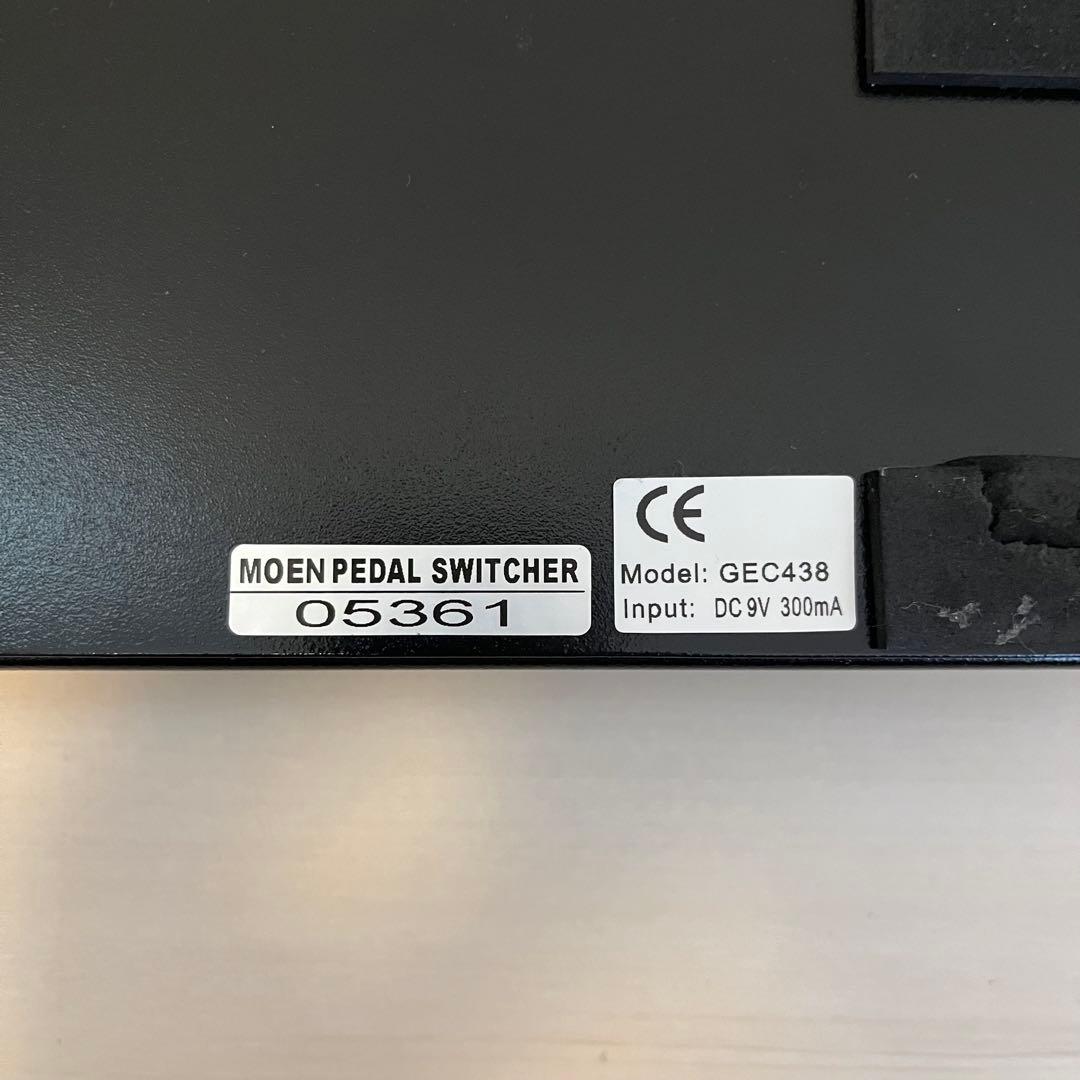 MOEN PEDAL SWITCHER
05361
CE
Model: GEC438
Input: DC 9V 300mA